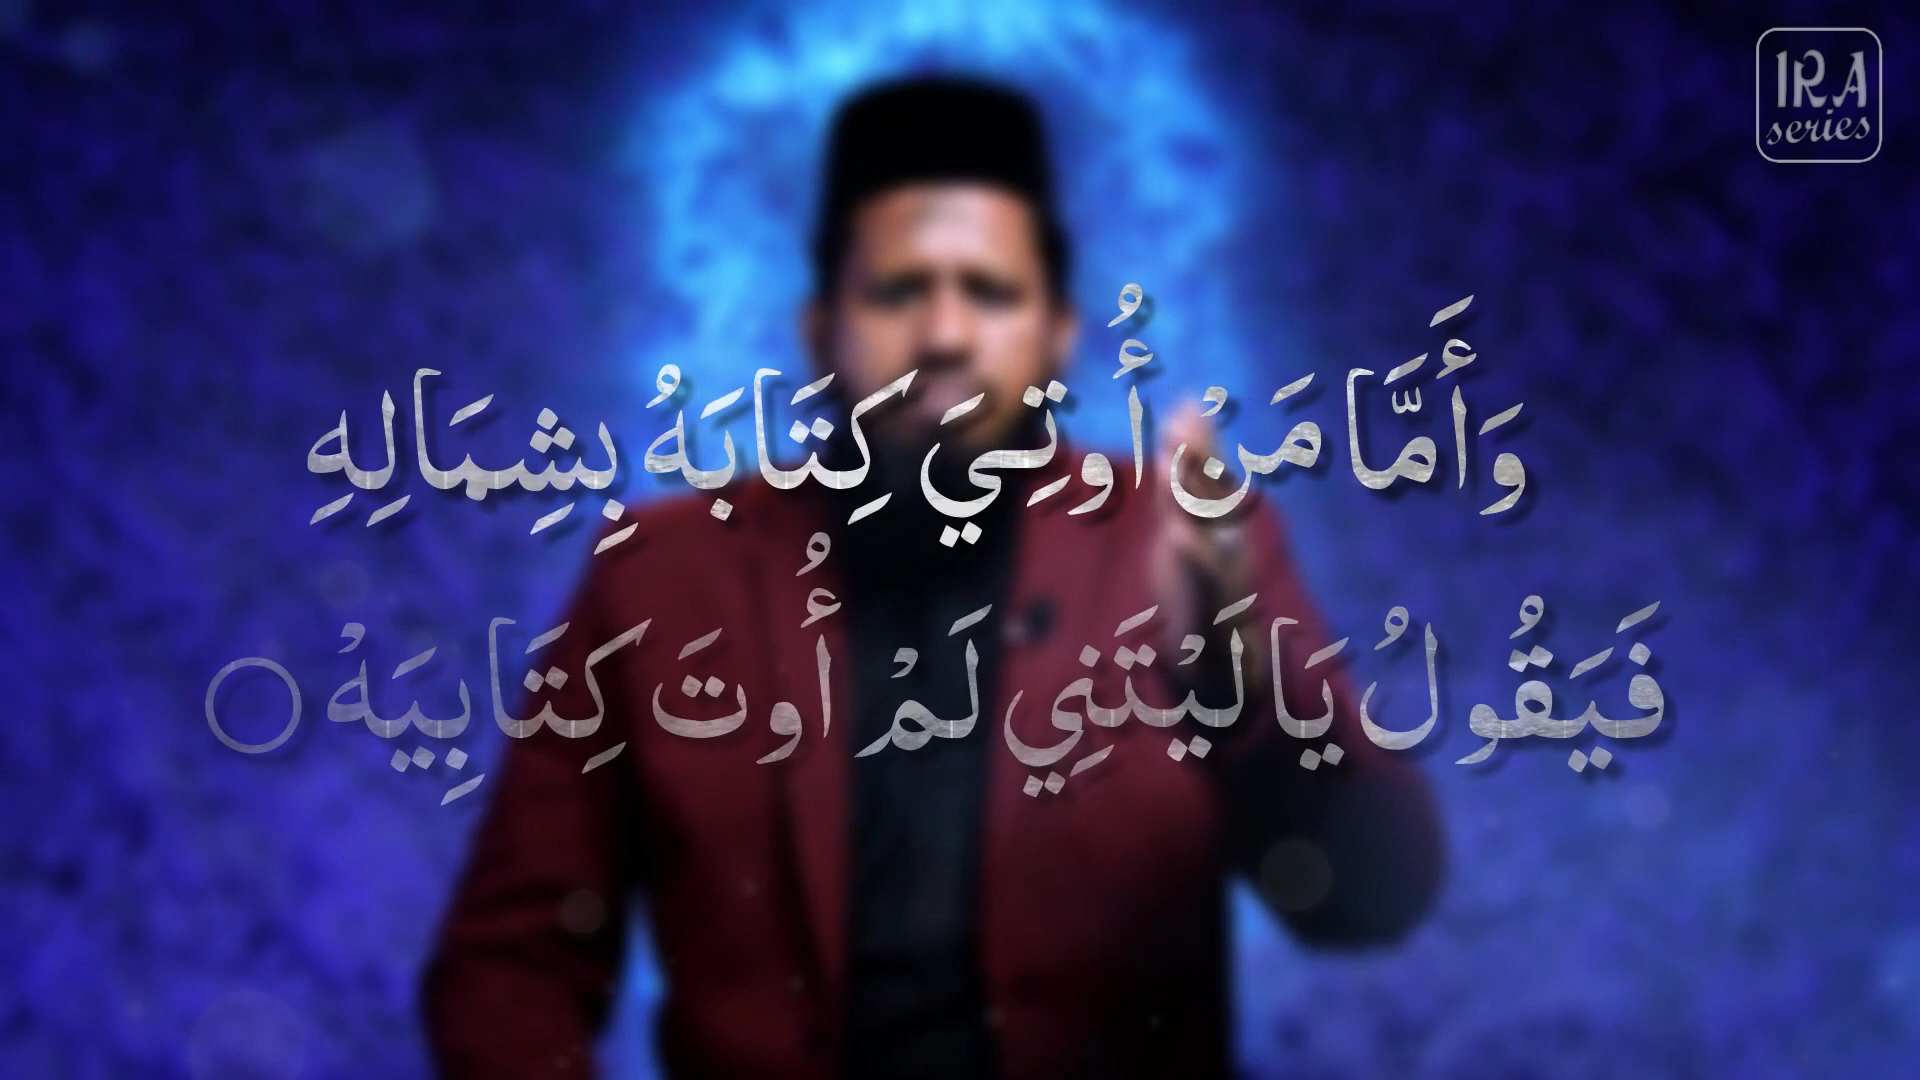 IRA
series
وَأَمَّا مَنْ أُوتِيَ كِتَابَهُ بِشِمَالِهِ
فَيَقُولُ يَا لَيْتَنِي لَمْ أُوتَ كِتَابِيَهْ ○